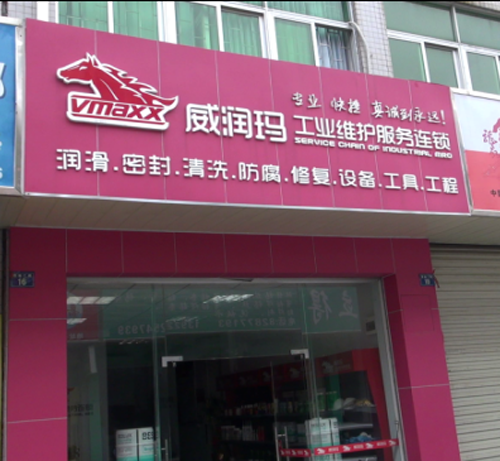 专业 快捷 真诚到永远!
vmaxx 威润玛 工业维护服务连锁
SERVICE CHAIN OF INDUSTRIAL MRO
润滑.密封.清洗.防腐.修复.设备.工具.工程